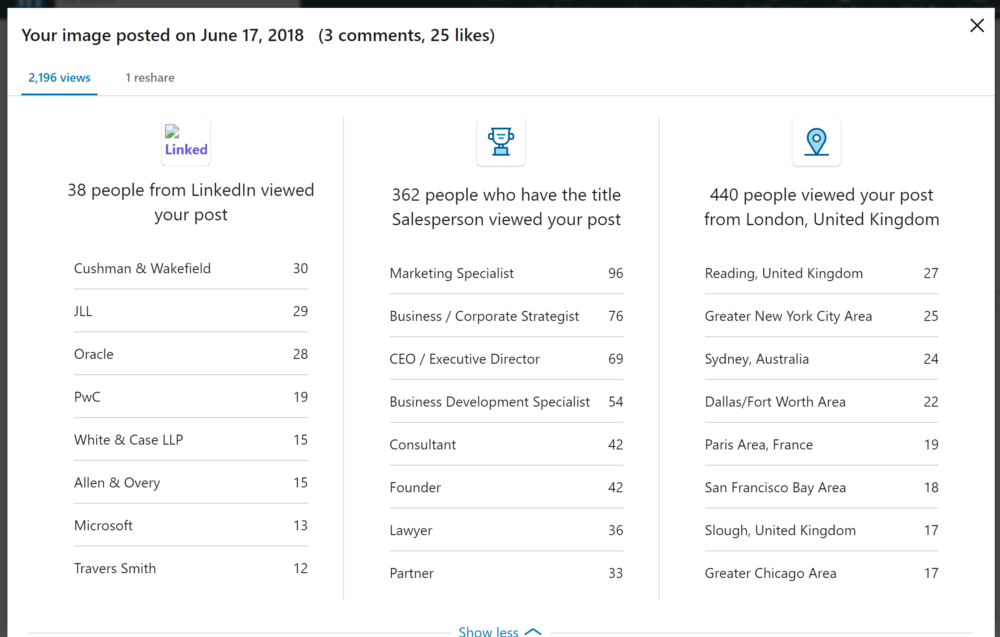 Your image posted on June 17, 2018 (3 comments, 25 likes)
2,196 views 1 reshare
Linked
38 people from LinkedIn viewed
your post
Cushman & Wakefield 30
JLL 29
Oracle 28
PwC 19
White & Case LLP 15
Allen & Overy 15
Microsoft 13
Travers Smith 12
362 people who have the title
Salesperson viewed your post
Marketing Specialist 96
Business / Corporate Strategist 76
CEO / Executive Director 69
Business Development Specialist 54
Consultant 42
Founder 42
Lawyer 36
Partner 33
440 people viewed your post
from London, United Kingdom
Reading, United Kingdom 27
Greater New York City Area 25
Sydney, Australia 24
Dallas/Fort Worth Area 22
Paris Area, France 19
San Francisco Bay Area 18
Slough, United Kingdom 17
Greater Chicago Area 17
Show less